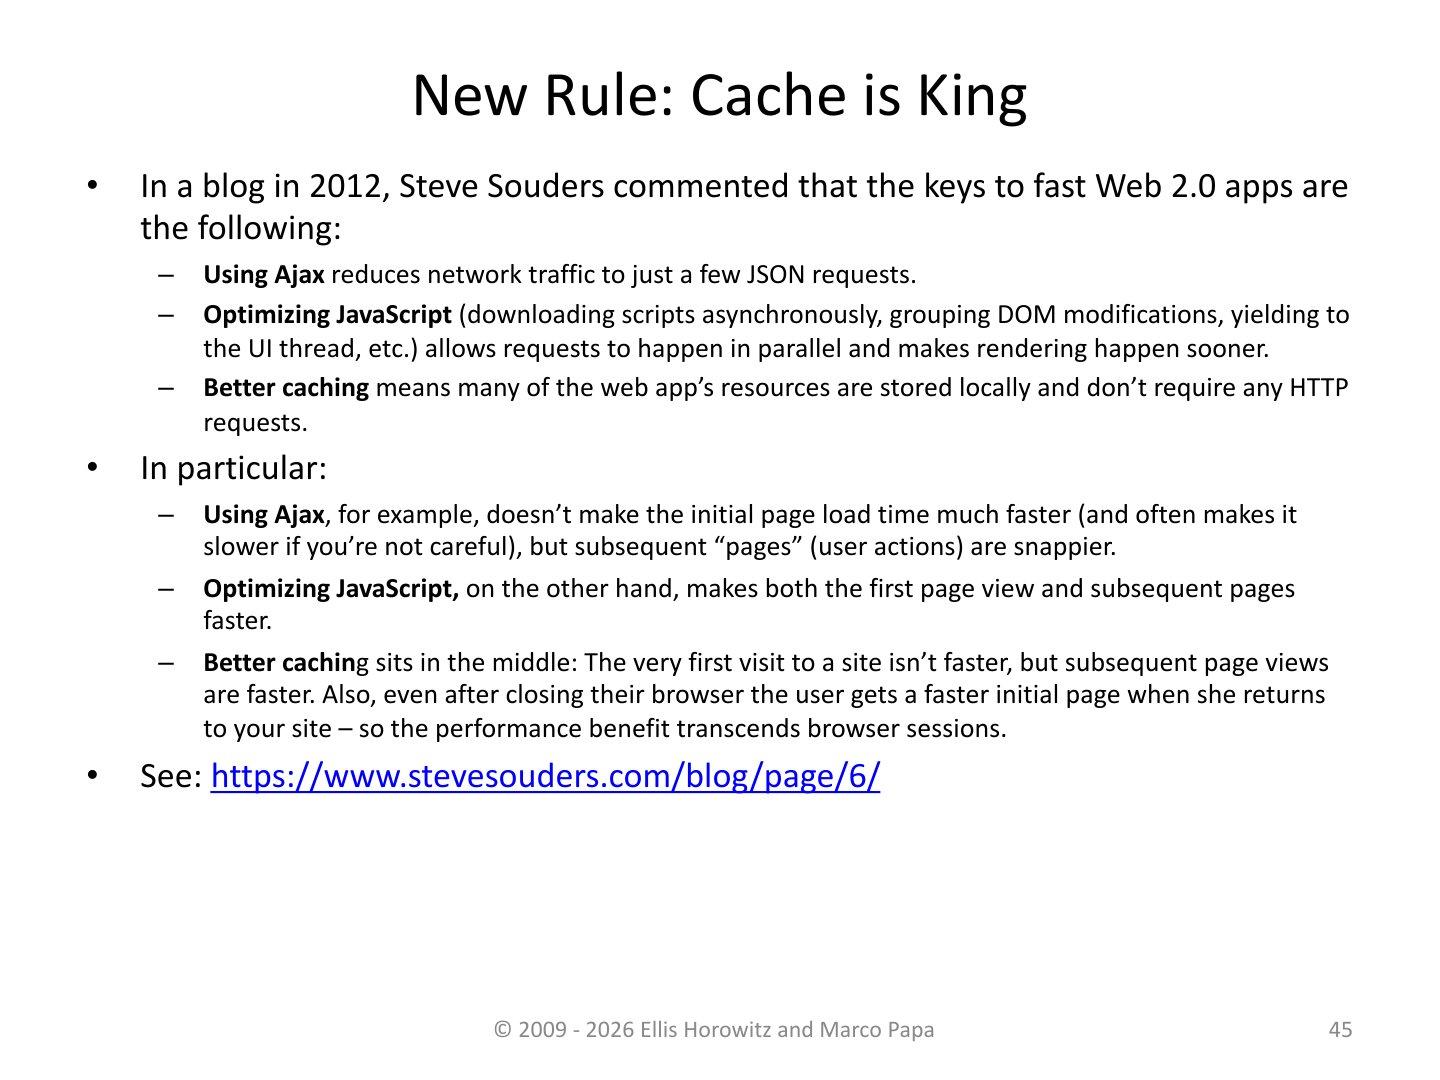 New Rule: Cache is King
• In a blog in 2012, Steve Souders commented that the keys to fast Web 2.0 apps are
the following:
– Using Ajax reduces network traffic to just a few JSON requests.
– Optimizing JavaScript (downloading scripts asynchronously, grouping DOM modifications, yielding to
the UI thread, etc.) allows requests to happen in parallel and makes rendering happen sooner.
– Better caching means many of the web app’s resources are stored locally and don’t require any HTTP
requests.
• In particular:
– Using Ajax, for example, doesn’t make the initial page load time much faster (and often makes it
slower if you’re not careful), but subsequent “pages” (user actions) are snappier.
– Optimizing JavaScript, on the other hand, makes both the first page view and subsequent pages
faster.
– Better caching sits in the middle: The very first visit to a site isn’t faster, but subsequent page views
are faster. Also, even after closing their browser the user gets a faster initial page when she returns
to your site – so the performance benefit transcends browser sessions.
• See: https://www.stevesouders.com/blog/page/6/
© 2009 - 2026 Ellis Horowitz and Marco Papa
45